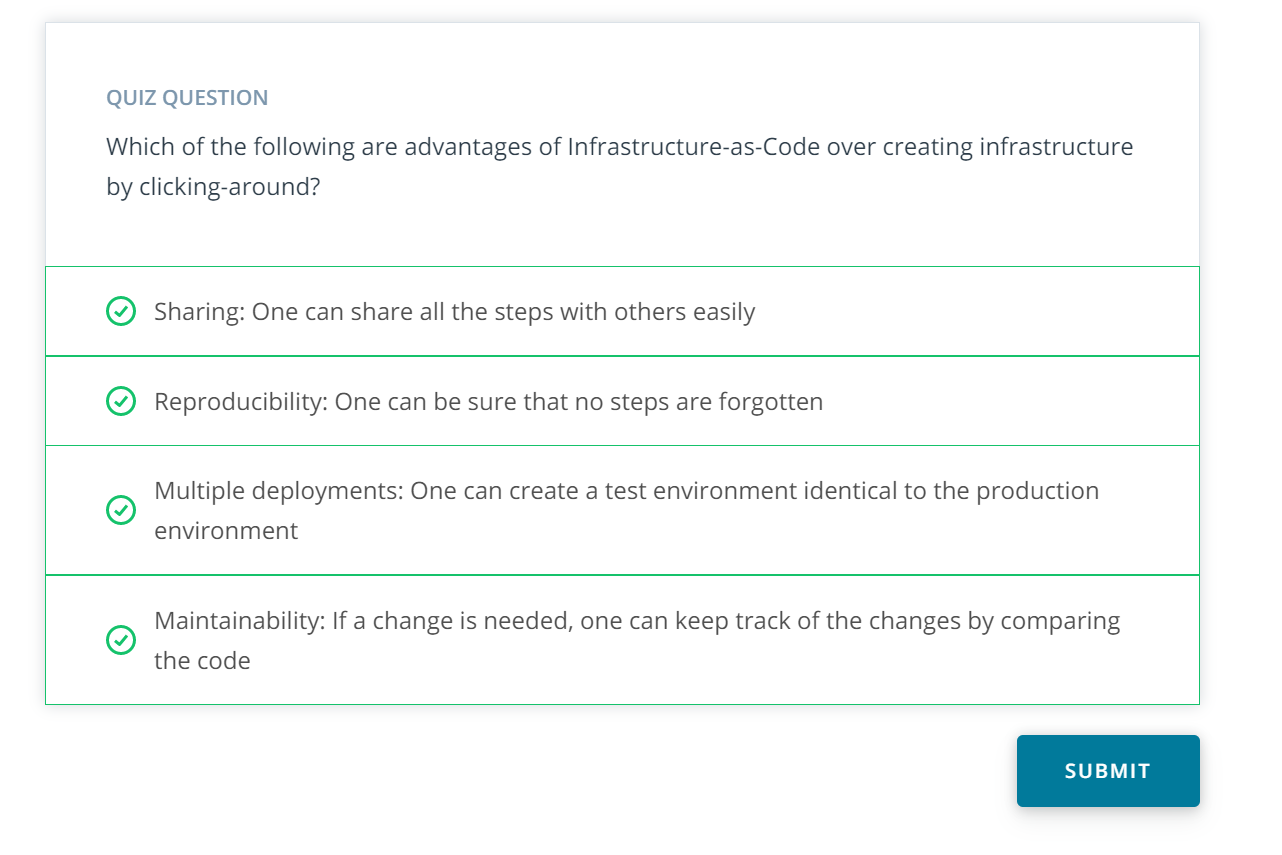 QUIZ QUESTION
Which of the following are advantages of Infrastructure-as-Code over creating infrastructure
by clicking-around?
Sharing: One can share all the steps with others easily
Reproducibility: One can be sure that no steps are forgotten
Multiple deployments: One can create a test environment identical to the production
environment
Maintainability: If a change is needed, one can keep track of the changes by comparing
the code
SUBMIT